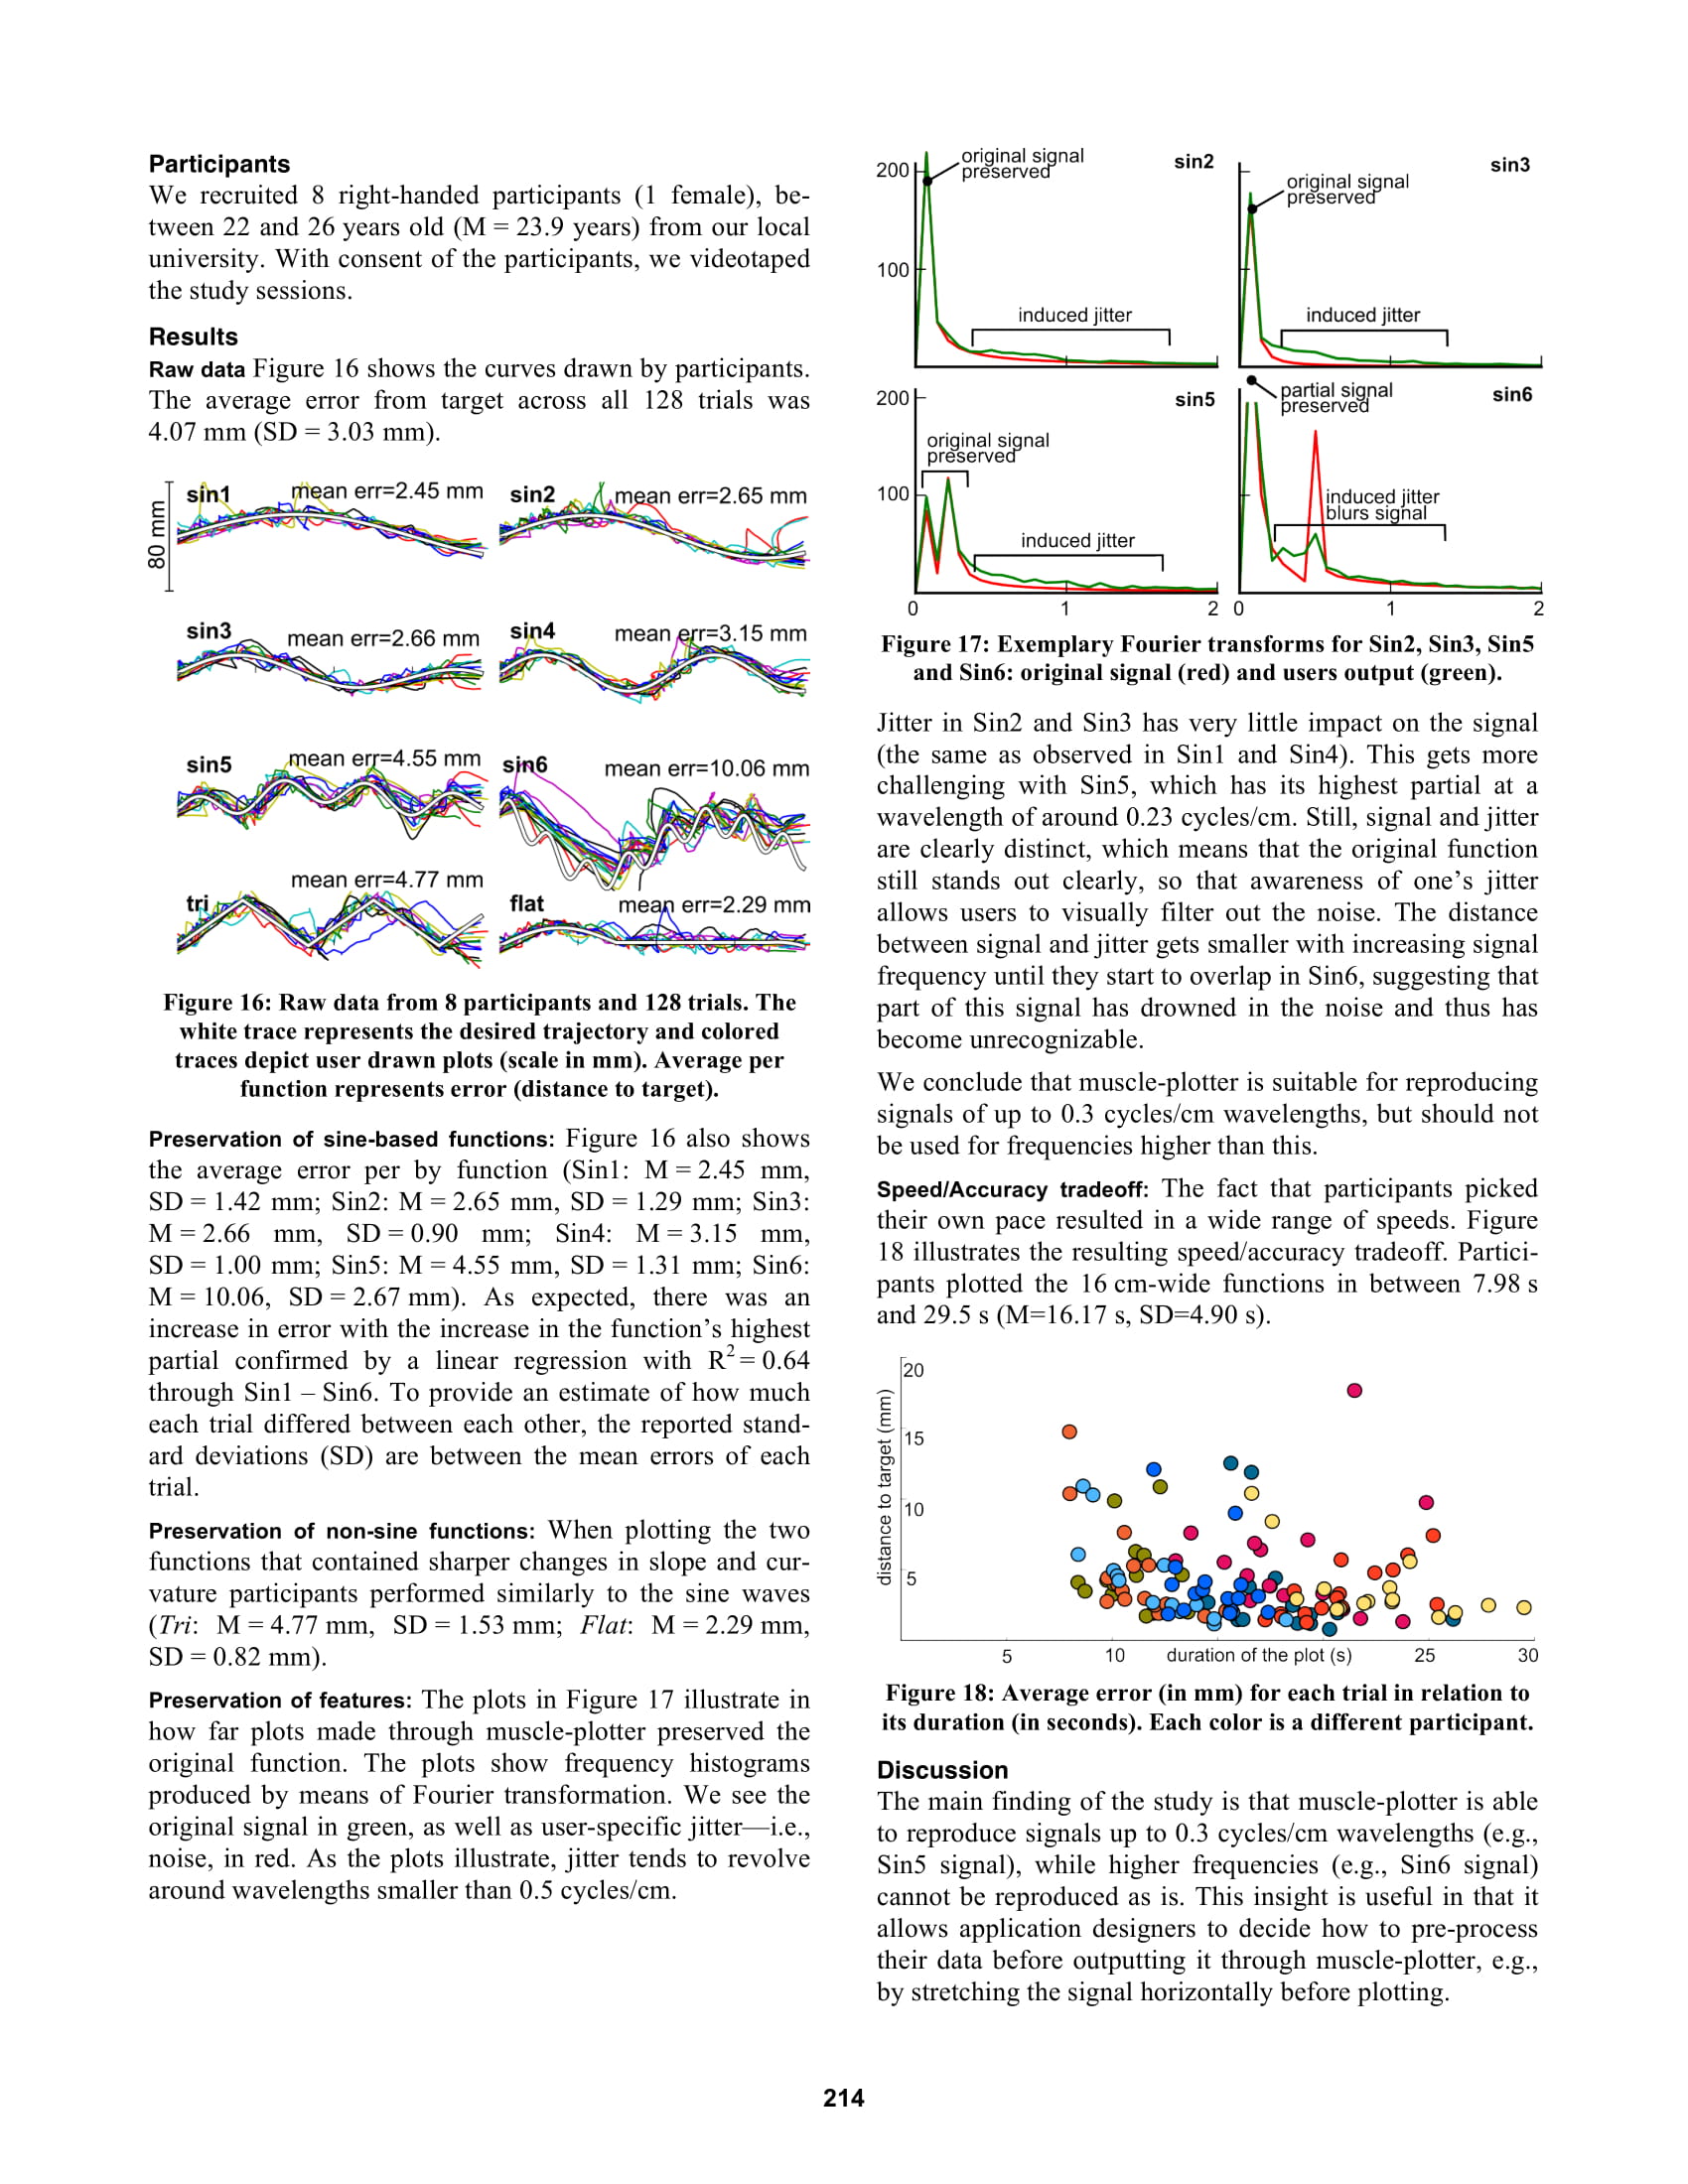 Participants
We recruited 8 right-handed participants (1 female), be-
tween 22 and 26 years old (M = 23.9 years) from our local
university. With consent of the participants, we videotaped
the study sessions.
Results
Raw data Figure 16 shows the curves drawn by participants.
The average error from target across all 128 trials was
4.07 mm (SD = 3.03 mm).
80 mm
sin1 mean err=2.45 mm
sin2 mean err=2.65 mm
sin3 mean err=2.66 mm
sin4 mean err=3.15 mm
sin5 mean err=4.55 mm
sin6 mean err=10.06 mm
tri mean err=4.77 mm
flat mean err=2.29 mm
Figure 16: Raw data from 8 participants and 128 trials. The
white trace represents the desired trajectory and colored
traces depict user drawn plots (scale in mm). Average per
function represents error (distance to target).
Preservation of sine-based functions: Figure 16 also shows
the average error per by function (Sin1: M = 2.45 mm,
SD = 1.42 mm; Sin2: M = 2.65 mm, SD = 1.29 mm; Sin3:
M = 2.66 mm, SD = 0.90 mm; Sin4: M = 3.15 mm,
SD = 1.00 mm; Sin5: M = 4.55 mm, SD = 1.31 mm; Sin6:
M = 10.06, SD = 2.67 mm). As expected, there was an
increase in error with the increase in the function's highest
partial confirmed by a linear regression with R² = 0.64
through Sin1 – Sin6. To provide an estimate of how much
each trial differed between each other, the reported stand-
ard deviations (SD) are between the mean errors of each
trial.
Preservation of non-sine functions: When plotting the two
functions that contained sharper changes in slope and cur-
vature participants performed similarly to the sine waves
(Tri: M = 4.77 mm, SD = 1.53 mm; Flat: M = 2.29 mm,
SD = 0.82 mm).
Preservation of features: The plots in Figure 17 illustrate in
how far plots made through muscle-plotter preserved the
original function. The plots show frequency histograms
produced by means of Fourier transformation. We see the
original signal in green, as well as user-specific jitter—i.e.,
noise, in red. As the plots illustrate, jitter tends to revolve
around wavelengths smaller than 0.5 cycles/cm.
200
100
original signal
preserved
sin2
induced jitter
original signal
preserved
sin3
induced jitter
200
100
original signal
preserved
sin5
induced jitter
0 1 2
partial signal
preserved
sin6
induced jitter
blurs signal
0 1 2
Figure 17: Exemplary Fourier transforms for Sin2, Sin3, Sin5
and Sin6: original signal (red) and users output (green).
Jitter in Sin2 and Sin3 has very little impact on the signal
(the same as observed in Sin1 and Sin4). This gets more
challenging with Sin5, which has its highest partial at a
wavelength of around 0.23 cycles/cm. Still, signal and jitter
are clearly distinct, which means that the original function
still stands out clearly, so that awareness of one's jitter
allows users to visually filter out the noise. The distance
between signal and jitter gets smaller with increasing signal
frequency until they start to overlap in Sin6, suggesting that
part of this signal has drowned in the noise and thus has
become unrecognizable.
We conclude that muscle-plotter is suitable for reproducing
signals of up to 0.3 cycles/cm wavelengths, but should not
be used for frequencies higher than this.
Speed/Accuracy tradeoff: The fact that participants picked
their own pace resulted in a wide range of speeds. Figure
18 illustrates the resulting speed/accuracy tradeoff. Partici-
pants plotted the 16 cm-wide functions in between 7.98 s
and 29.5 s (M=16.17 s, SD=4.90 s).
distance to target (mm)
20
15
10
5
5 10 duration of the plot (s) 25 30
Figure 18: Average error (in mm) for each trial in relation to
its duration (in seconds). Each color is a different participant.
Discussion
The main finding of the study is that muscle-plotter is able
to reproduce signals up to 0.3 cycles/cm wavelengths (e.g.,
Sin5 signal), while higher frequencies (e.g., Sin6 signal)
cannot be reproduced as is. This insight is useful in that it
allows application designers to decide how to pre-process
their data before outputting it through muscle-plotter, e.g.,
by stretching the signal horizontally before plotting.
214